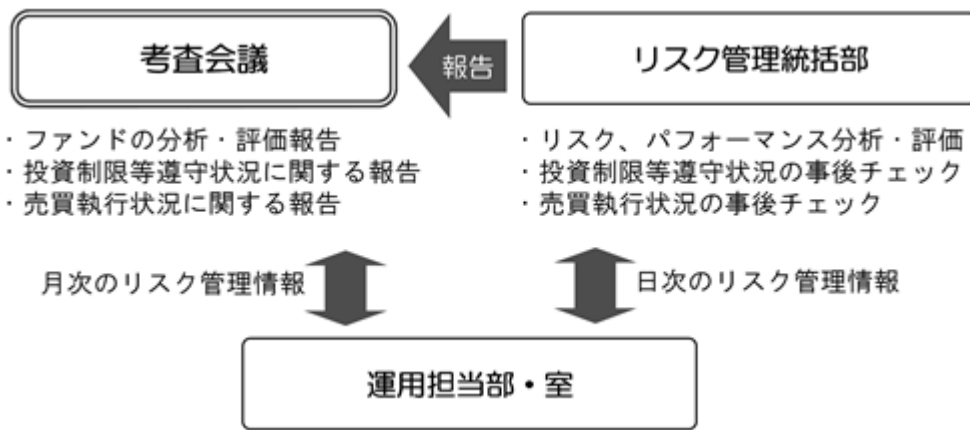 考査会議
報告
リスク管理統括部
・ファンドの分析・評価報告
・投資制限等遵守状況に関する報告
・売買執行状況に関する報告
・リスク、パフォーマンス分析・評価
・投資制限等遵守状況の事後チェック
・売買執行状況の事後チェック
月次のリスク管理情報
日次のリスク管理情報
運用担当部・室